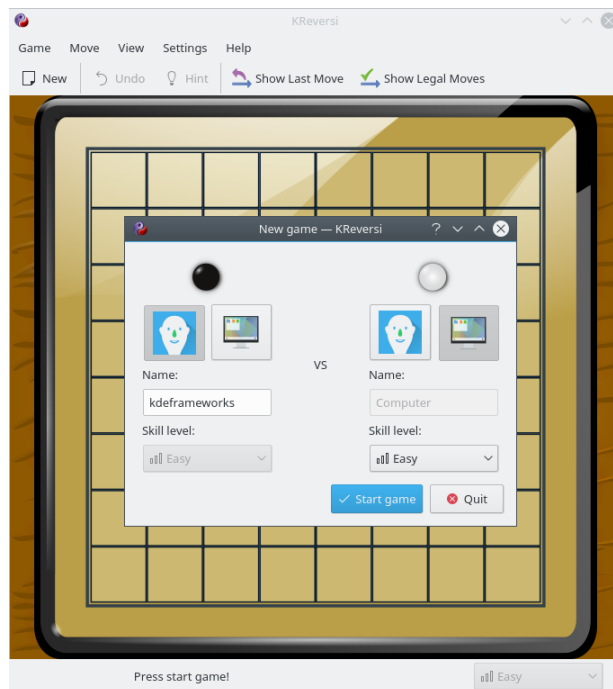 KReversi
Game Move View Settings Help
New Undo Hint Show Last Move Show Legal Moves
New game — KReversi ?
vs
Name: Name:
kdeframeworks Computer
Skill level: Skill level:
Easy Easy
Start game Quit
Press start game! Easy